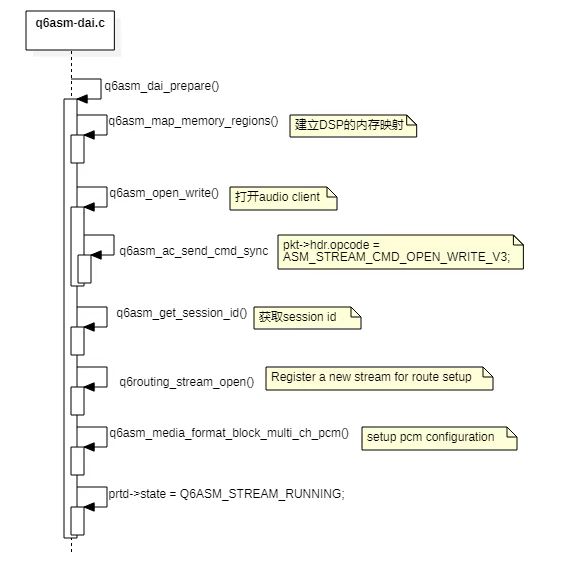 q6asm-dai.c
q6asm_dai_prepare()
q6asm_map_memory_regions()
建立DSP的内存映射
q6asm_open_write()
打开audio client
q6asm_ac_send_cmd_sync
pkt->hdr.opcode =
ASM_STREAM_CMD_OPEN_WRITE_V3;
q6asm_get_session_id()
获取session id
q6routing_stream_open()
Register a new stream for route setup
q6asm_media_format_block_multi_ch_pcm()
setup pcm configuration
prtd->state = Q6ASM_STREAM_RUNNING;